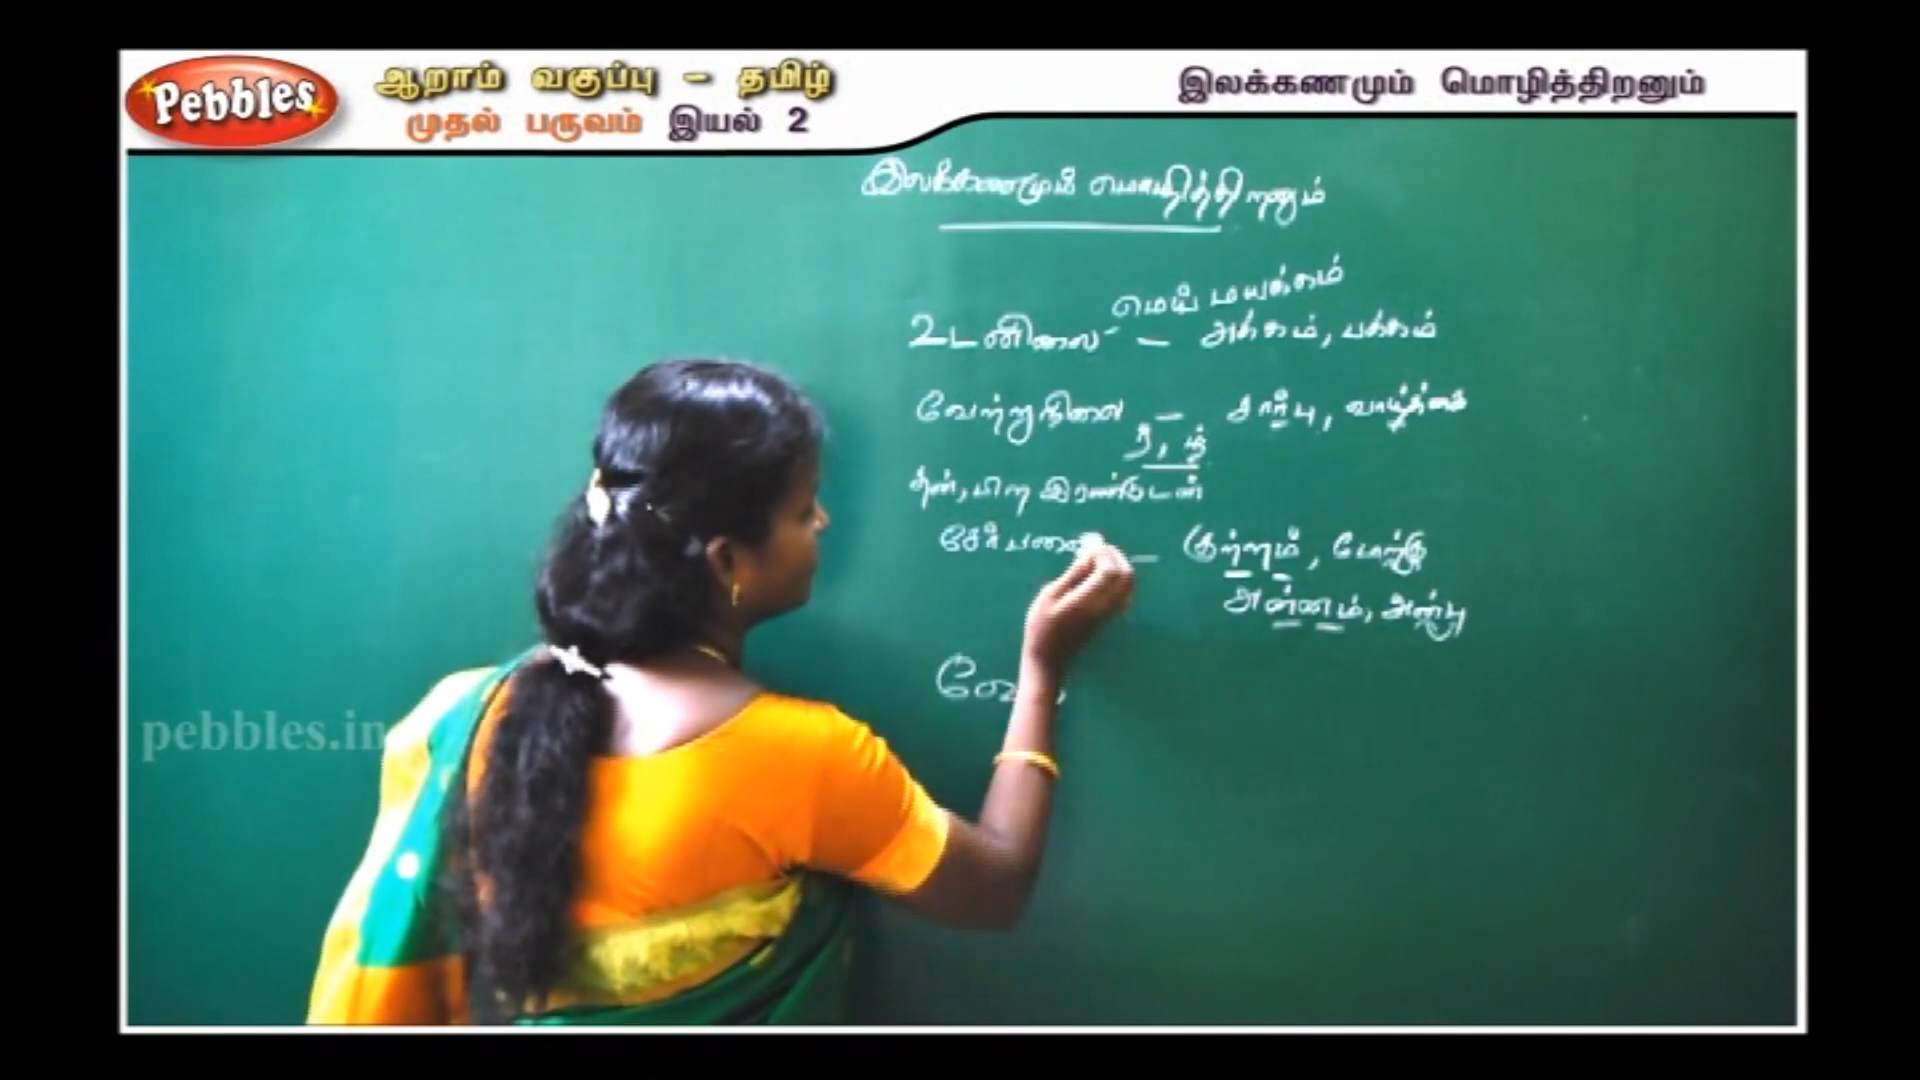 Pebbles
ஆறாம் வகுப்பு - தமிழ்
முதல் பருவம் இயல் 2
இலக்கணமும் மொழித்திறனும்
இலக்கணமும் மொழித்திறனும்
மெய் மயக்கம்
உடனிலை - அக்கம், பக்கம்
வேற்றுநிலை - சார்பு, வாழ்க்கை
ர், ழ்
தன், பிற இரண்டுடன்
சேர்பவை - குற்றம்,
அன்னம், அன்பு
pebbles.in